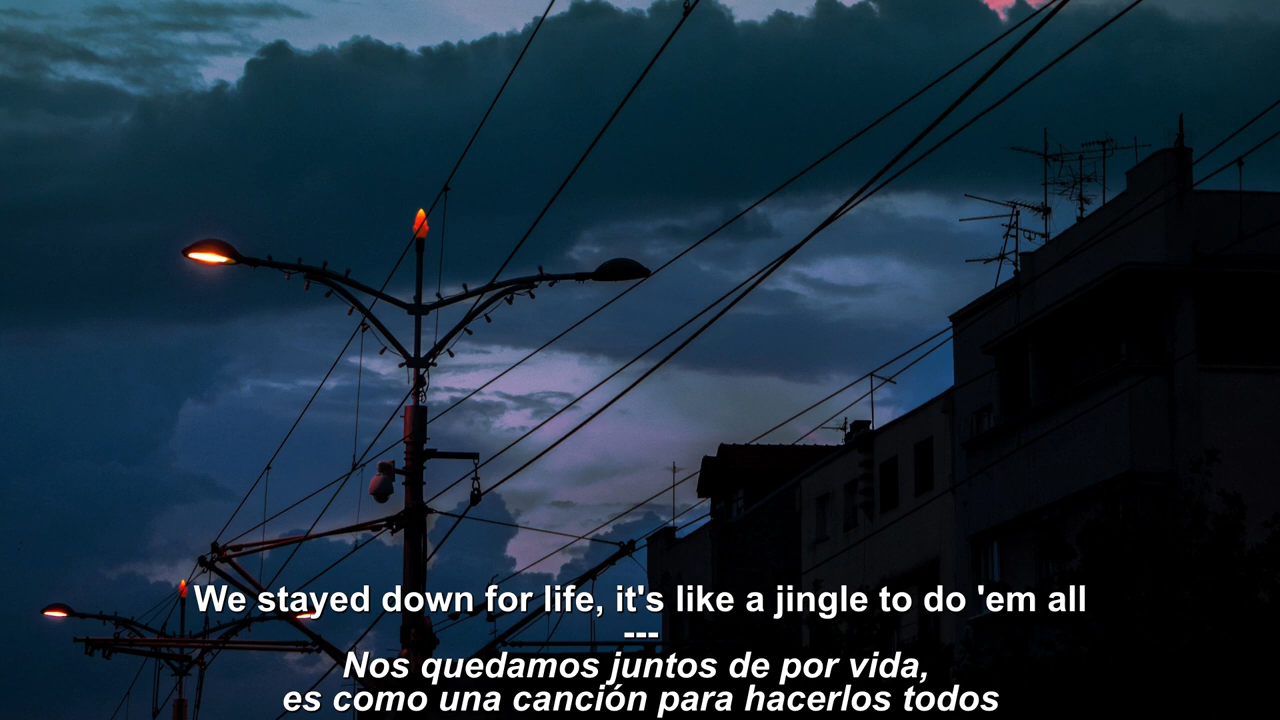 We stayed down for life, it's like a jingle to do 'em all
---
Nos quedamos juntos de por vida,
es como una canción para hacerlos todos